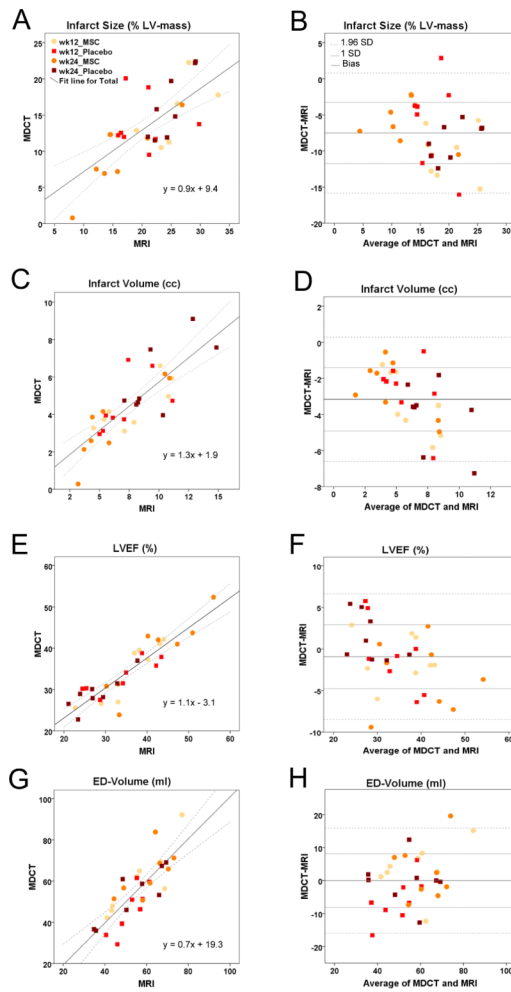 A
Infarct Size (% LV-mass)
wk12_MSC
wk12_Placebo
wk24_MSC
wk24_Placebo
Fit line for Total
25
20
15
10
5
0
MDCT
y = 0.9x + 9.4
5 10 15 20 25 30 35
MRI
B
Infarct Size (% LV-mass)
1.96 SD
1 SD
Bias
5
0
-5
-10
-15
-20
MDCT-MRI
0 5 10 15 20 25 30
Average of MDCT and MRI
C
Infarct Volume (cc)
10
8
6
4
2
0
MDCT
y = 1.3x + 1.9
2 5 8 10 12 15
MRI
D
Infarct Volume (cc)
2
0
-2
-4
-6
-8
MDCT-MRI
0 2 5 8 10 12
Average of MDCT and MRI
E
LVEF (%)
60
50
40
30
20
MDCT
y = 1.1x - 3.1
20 30 40 50 60
MRI
F
LVEF (%)
10
5
0
-5
-10
MDCT-MRI
20 30 40 50 60
Average of MDCT and MRI
G
ED-Volume (ml)
100
80
60
40
20
MDCT
y = 0.7x + 19.3
20 40 60 80 100
MRI
H
ED-Volume (ml)
20
10
0
-10
-20
MDCT-MRI
20 40 60 80 100
Average of MDCT and MRI